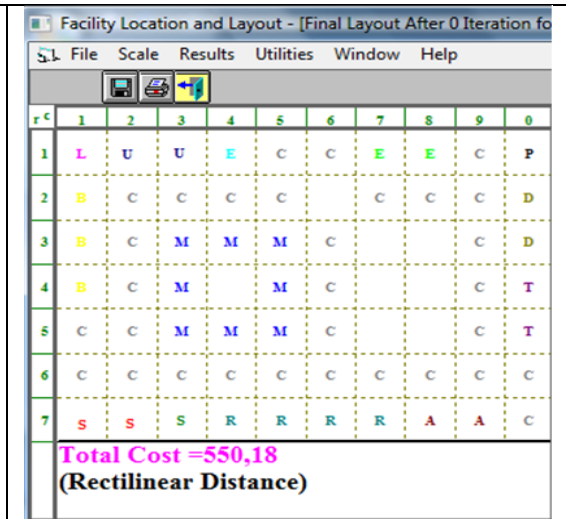 Facility Location and Layout - [Final Layout After 0 Iteration fo
File Scale Results Utilities Window Help
r c 1 2 3 4 5 6 7 8 9 0
1 L U U E C C E E C P
2 B C C C C C C C D
3 B C M M M C C D
4 B C M M C C T
5 C C M M M C C T
6 C C C C C C C C C C
7 S S S R R R R A A C
Total Cost =550,18
(Rectilinear Distance)